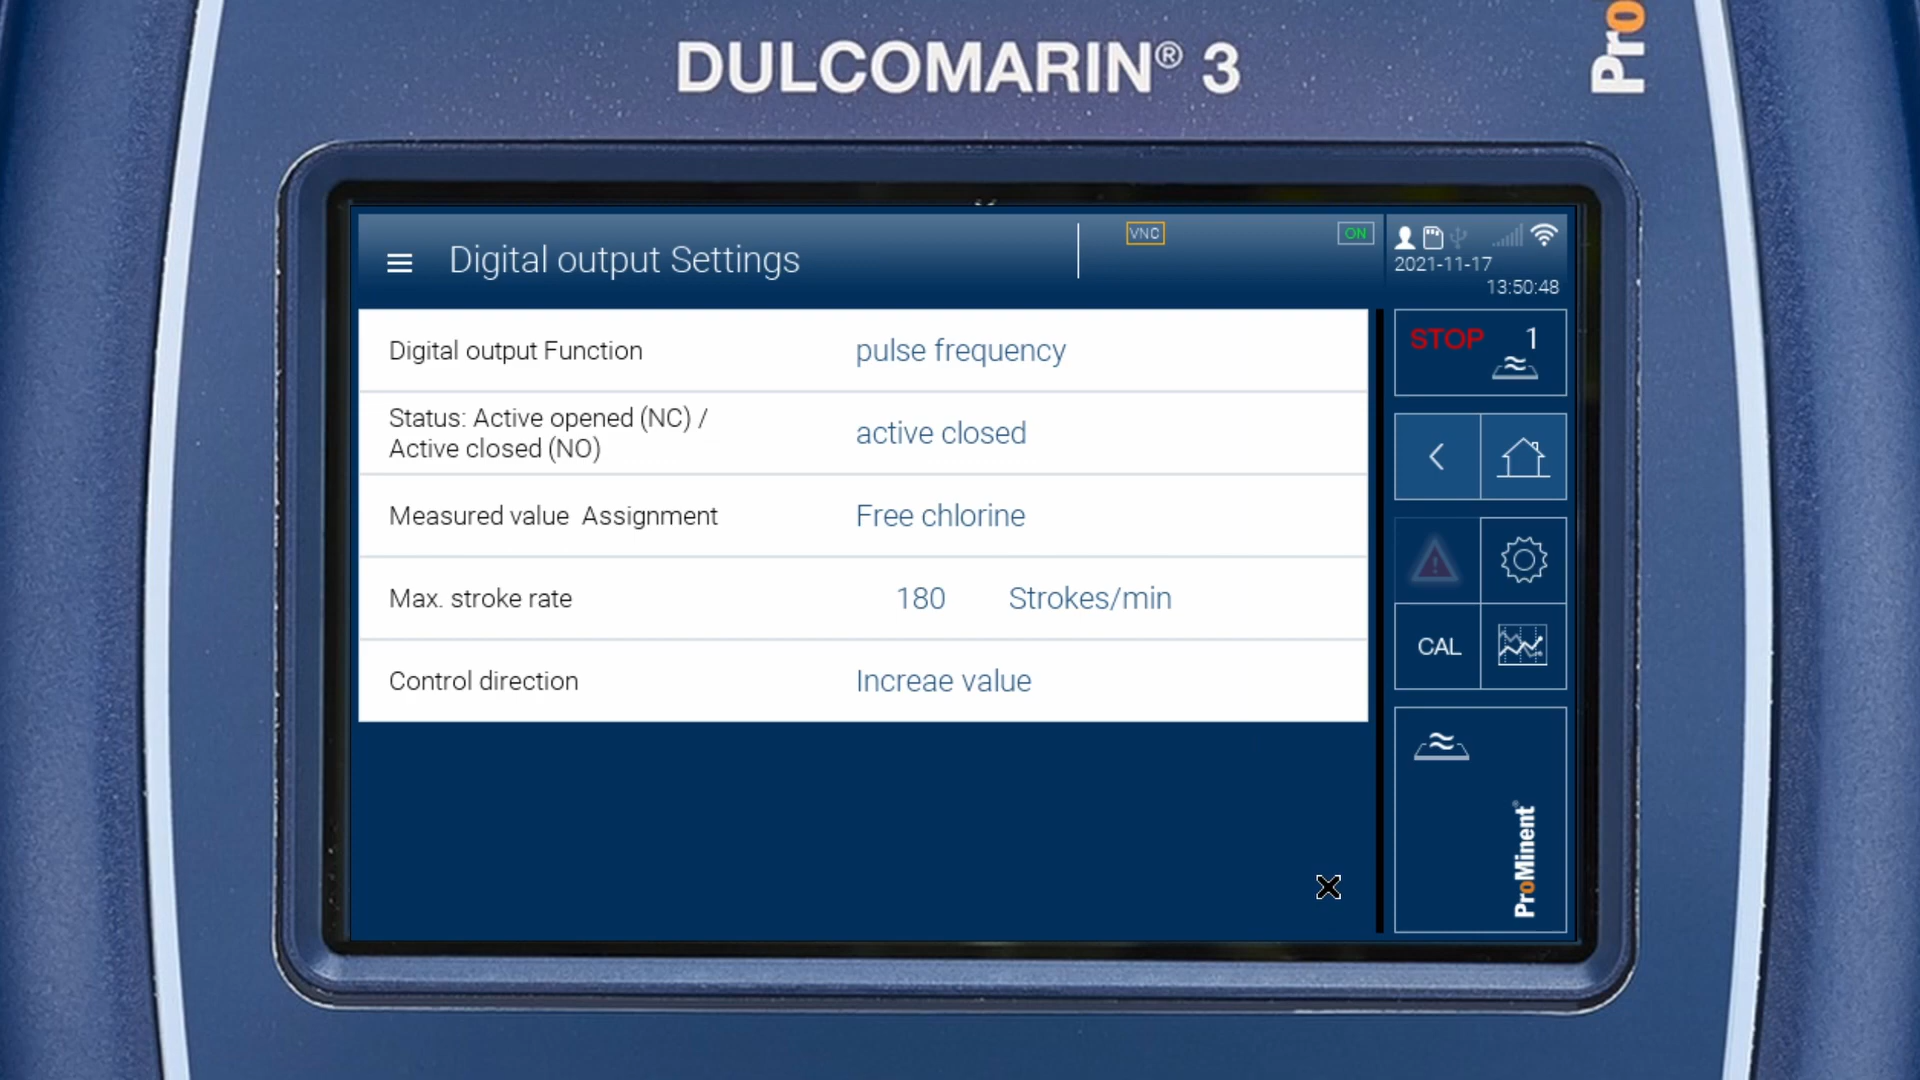 DULCOMARIN® 3
Pro
Digital output Settings
VNC
ON
2021-11-17
13:50:48
Digital output Function pulse frequency
Status: Active opened (NC) /
Active closed (NO) active closed
Measured value Assignment Free chlorine
Max. stroke rate 180 Strokes/min
Control direction Increae value
STOP 1
CAL
ProMinent®